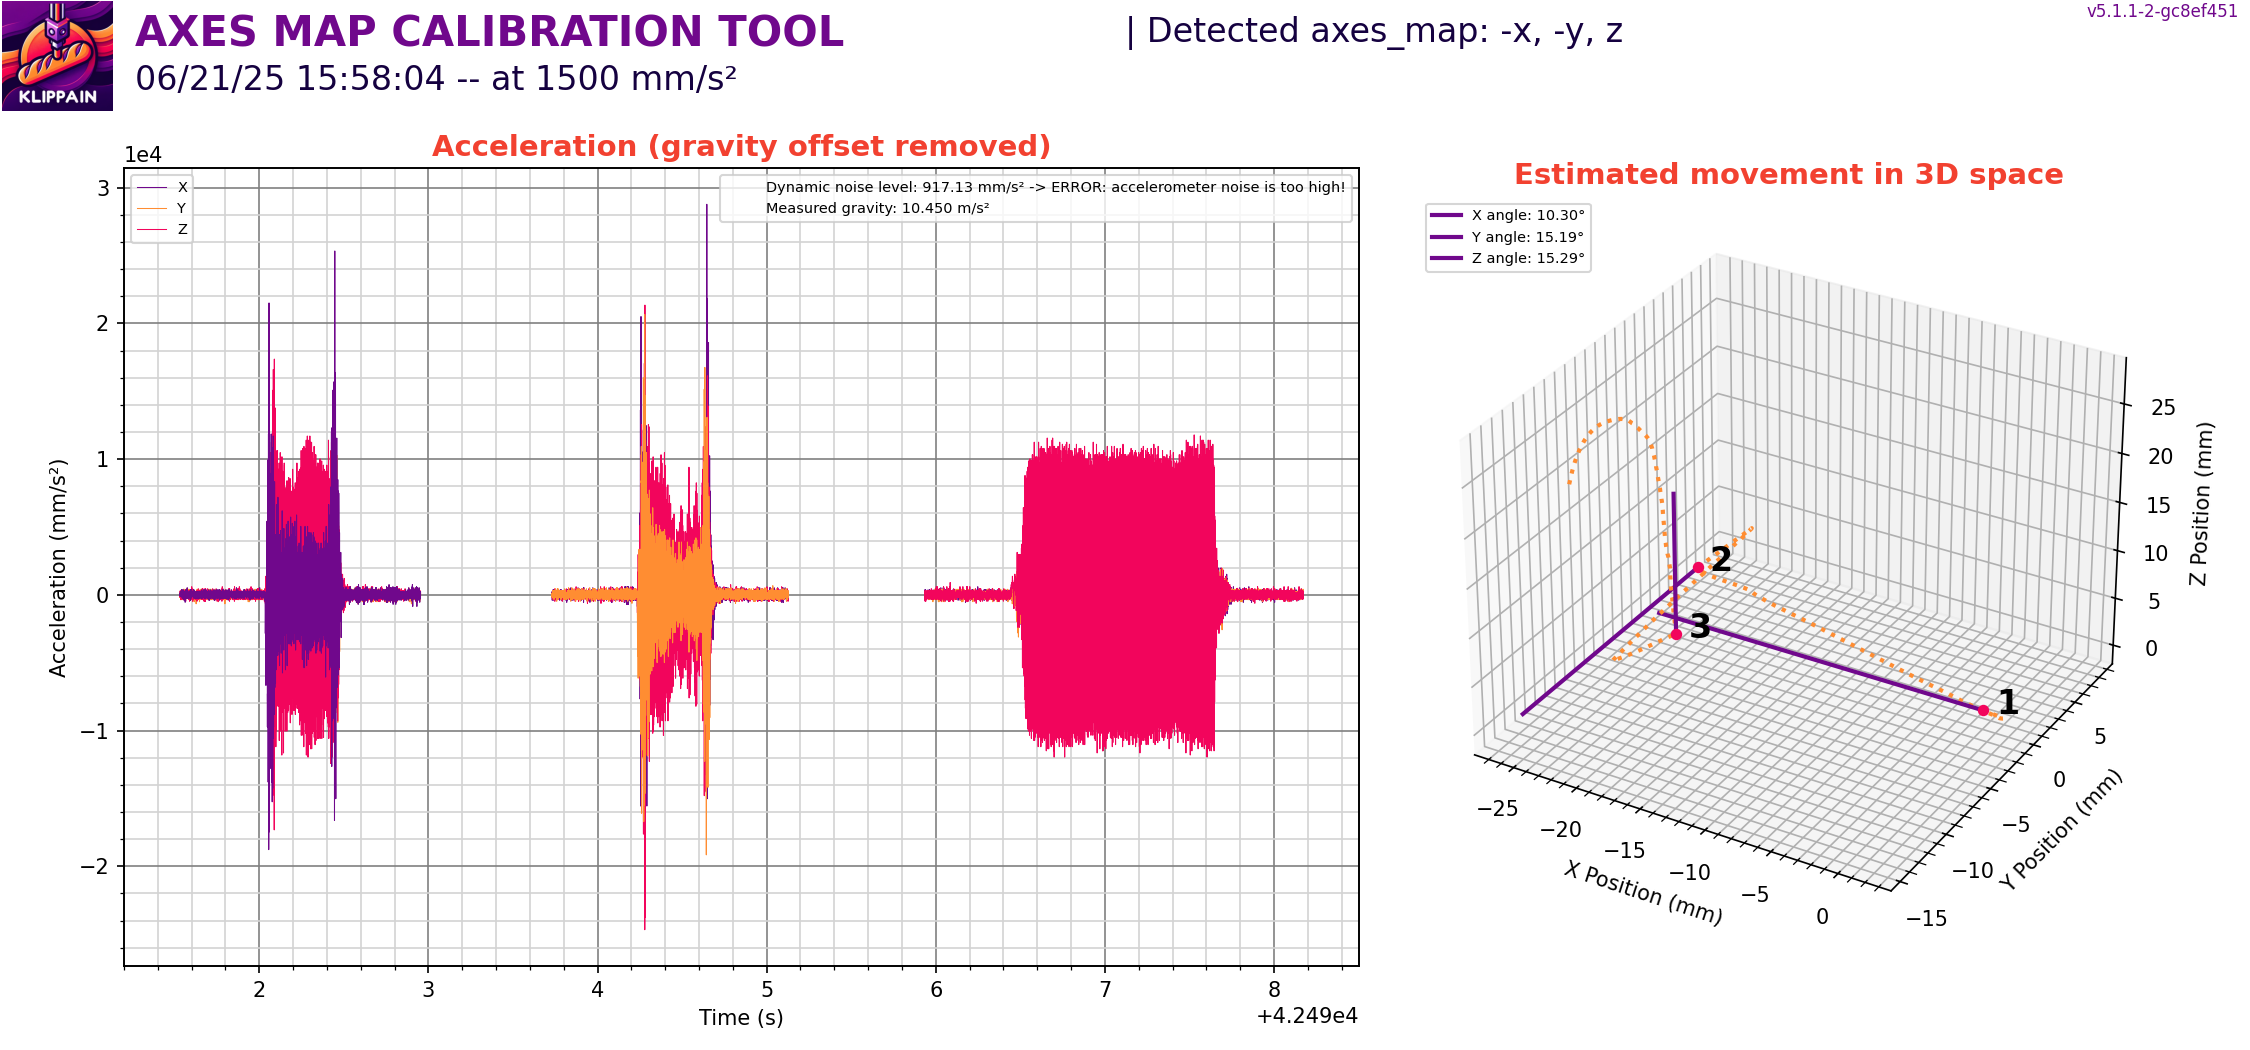 KLIPPAIN
AXES MAP CALIBRATION TOOL
06/21/25 15:58:04 -- at 1500 mm/s²
| Detected axes_map: -x, -y, z
v5.1.1-2-gc8ef451
Acceleration (gravity offset removed)
1e4
X
Y
Z
Dynamic noise level: 917.13 mm/s² -> ERROR: accelerometer noise is too high!
Measured gravity: 10.450 m/s²
3
2
1
0
−1
−2
Acceleration (mm/s²)
2
3
4
5
6
7
8
Time (s)
+4.249e4
Estimated movement in 3D space
X angle: 10.30°
Y angle: 15.19°
Z angle: 15.29°
2
3
1
25
20
15
10
5
0
Z Position (mm)
5
0
−5
−10
−15
Y Position (mm)
−25
−20
−15
−10
−5
0
X Position (mm)